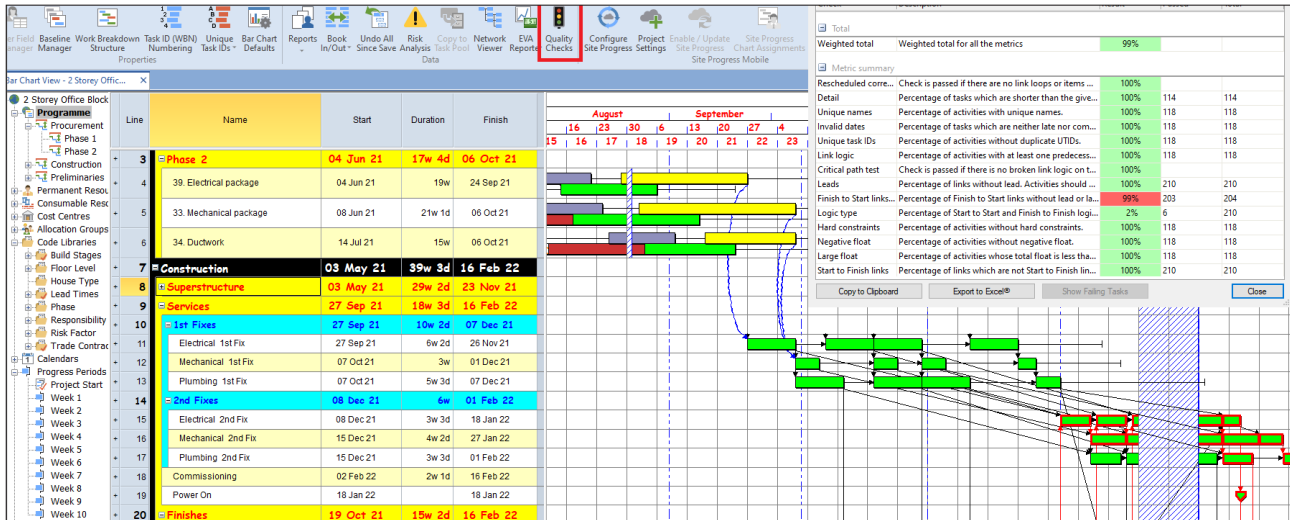 er Field Baseline Work Breakdown Task ID (WBN) Unique Bar Chart Reports Book Undo All Risk Copy to Network EVA Quality Configure Project Enable / Update Site Progress
anager Manager Structure Numbering Task IDs Defaults In/Out Since Save Analysis Task Pool Viewer Reporter Checks Site Progress Settings Site Progress Chart Assignments
Properties Data Site Progress Mobile
Bar Chart View - 2 Storey Offic... X
2 Storey Office Block
Programme
Procurement
Phase 1
Phase 2
Construction
Preliminaries
Permanent Resou
Consumable Resc
Cost Centres
Allocation Groups
Code Libraries
Build Stages
Floor Level
House Type
Lead Times
Phase
Responsibility
Risk Factor
Trade Contrac
Calendars
Progress Periods
Project Start
Week 1
Week 2
Week 3
Week 4
Week 5
Week 6
Week 7
Week 8
Week 9
Week 10
Line Name Start Duration Finish
August September
16 23 30 6 13 20 27 4
15 16 17 18 19 20 21 22 23
3 Phase 2 04 Jun 21 17w 4d 06 Oct 21
4 39. Electrical package 04 Jun 21 19w 24 Sep 21
5 33. Mechanical package 08 Jun 21 21w 1d 06 Oct 21
6 34. Ductwork 14 Jul 21 15w 06 Oct 21
7 Construction 03 May 21 39w 3d 16 Feb 22
8 Superstructure 03 May 21 29w 2d 23 Nov 21
9 Services 27 Sep 21 18w 3d 16 Feb 22
10 1st Fixes 27 Sep 21 10w 2d 07 Dec 21
11 Electrical 1st Fix 27 Sep 21 6w 2d 26 Nov 21
12 Mechanical 1st Fix 07 Oct 21 3w 01 Dec 21
13 Plumbing 1st Fix 07 Oct 21 5w 3d 07 Dec 21
14 2nd Fixes 08 Dec 21 6w 01 Feb 22
15 Electrical 2nd Fix 08 Dec 21 3w 3d 18 Jan 22
16 Mechanical 2nd Fix 15 Dec 21 4w 2d 27 Jan 22
17 Plumbing 2nd Fix 15 Dec 21 3w 3d 01 Feb 22
18 Commissioning 02 Feb 22 2w 1d 16 Feb 22
19 Power On 18 Jan 22 18 Jan 22
20 Finishes 19 Oct 21 15w 2d 16 Feb 22
Total
Weighted total Weighted total for all the metrics 99%
Metric summary
Rescheduled corre... Check is passed if there are no link loops or items ... 100%
Detail Percentage of tasks which are shorter than the give... 100% 114 114
Unique names Percentage of activities with unique names. 100% 118 118
Invalid dates Percentage of tasks which are neither late nor com... 100% 118 118
Unique task IDs Percentage of activities without duplicate UTIDs. 100% 118 118
Link logic Percentage of activities with at least one predecess... 100% 118 118
Critical path test Check is passed if there is no broken link logic on t... 100%
Leads Percentage of links without lead. Activities should ... 100% 210 210
Finish to Start links... Percentage of Finish to Start links without lead or la... 99% 203 204
Logic type Percentage of Start to Start and Finish to Finish logi... 2% 6 210
Hard constraints Percentage of activities without hard constraints. 100% 118 118
Negative float Percentage of activities without negative float. 100% 118 118
Large float Percentage of activities whose total float is less tha... 100% 118 118
Start to Finish links Percentage of links which are not Start to Finish lin... 100% 210 210
Copy to Clipboard Export to Excel® Show Failing Tasks Close